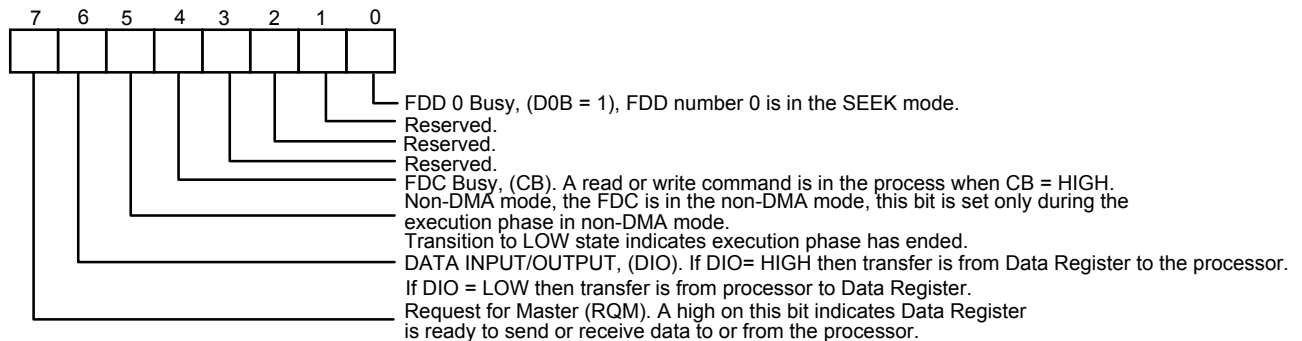 7 6 5 4 3 2 1 0
FDD 0 Busy, (D0B = 1), FDD number 0 is in the SEEK mode.
Reserved.
Reserved.
Reserved.
FDC Busy, (CB). A read or write command is in the process when CB = HIGH.
Non-DMA mode, the FDC is in the non-DMA mode, this bit is set only during the
execution phase in non-DMA mode.
Transition to LOW state indicates execution phase has ended.
DATA INPUT/OUTPUT, (DIO). If DIO= HIGH then transfer is from Data Register to the processor.
If DIO = LOW then transfer is from processor to Data Register.
Request for Master (RQM). A high on this bit indicates Data Register
is ready to send or receive data to or from the processor.